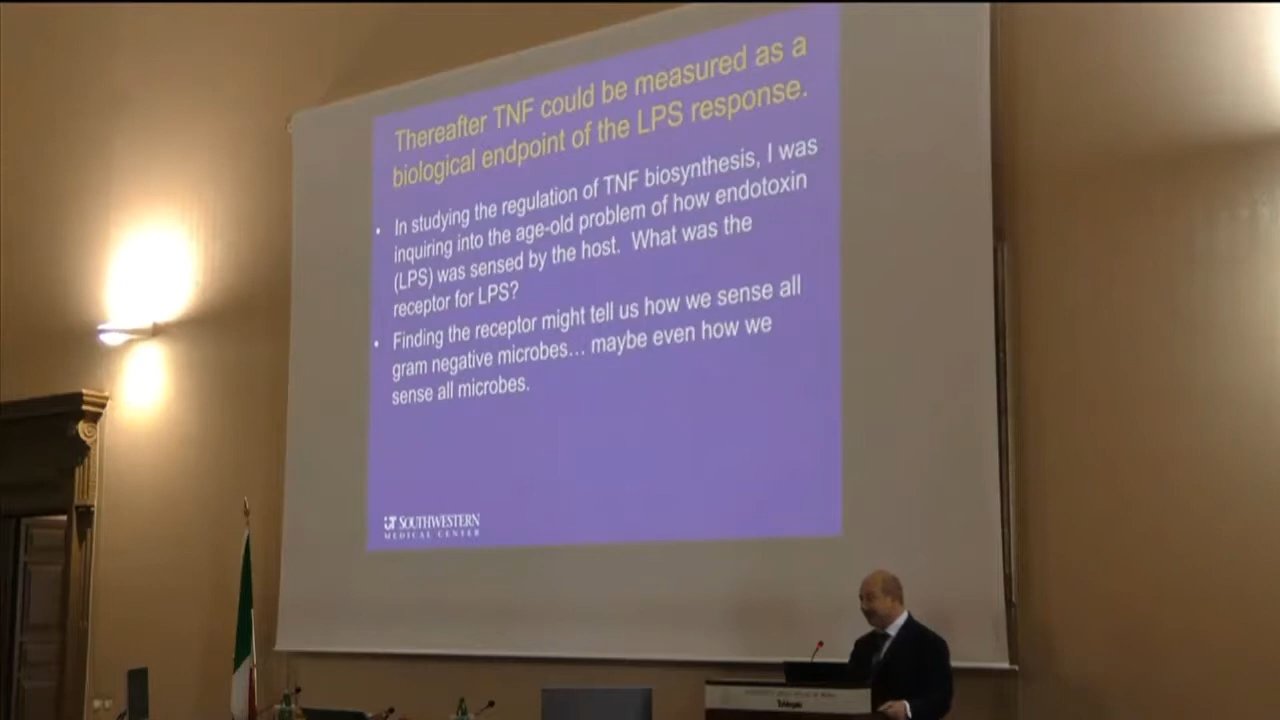 Thereafter TNF could be measured as a
biological endpoint of the LPS response.
• In studying the regulation of TNF biosynthesis, I was
inquiring into the age-old problem of how endotoxin
(LPS) was sensed by the host. What was the
receptor for LPS?
• Finding the receptor might tell us how we sense all
gram negative microbes... maybe even how we
sense all microbes.
UT SOUTHWESTERN
MEDICAL CENTER